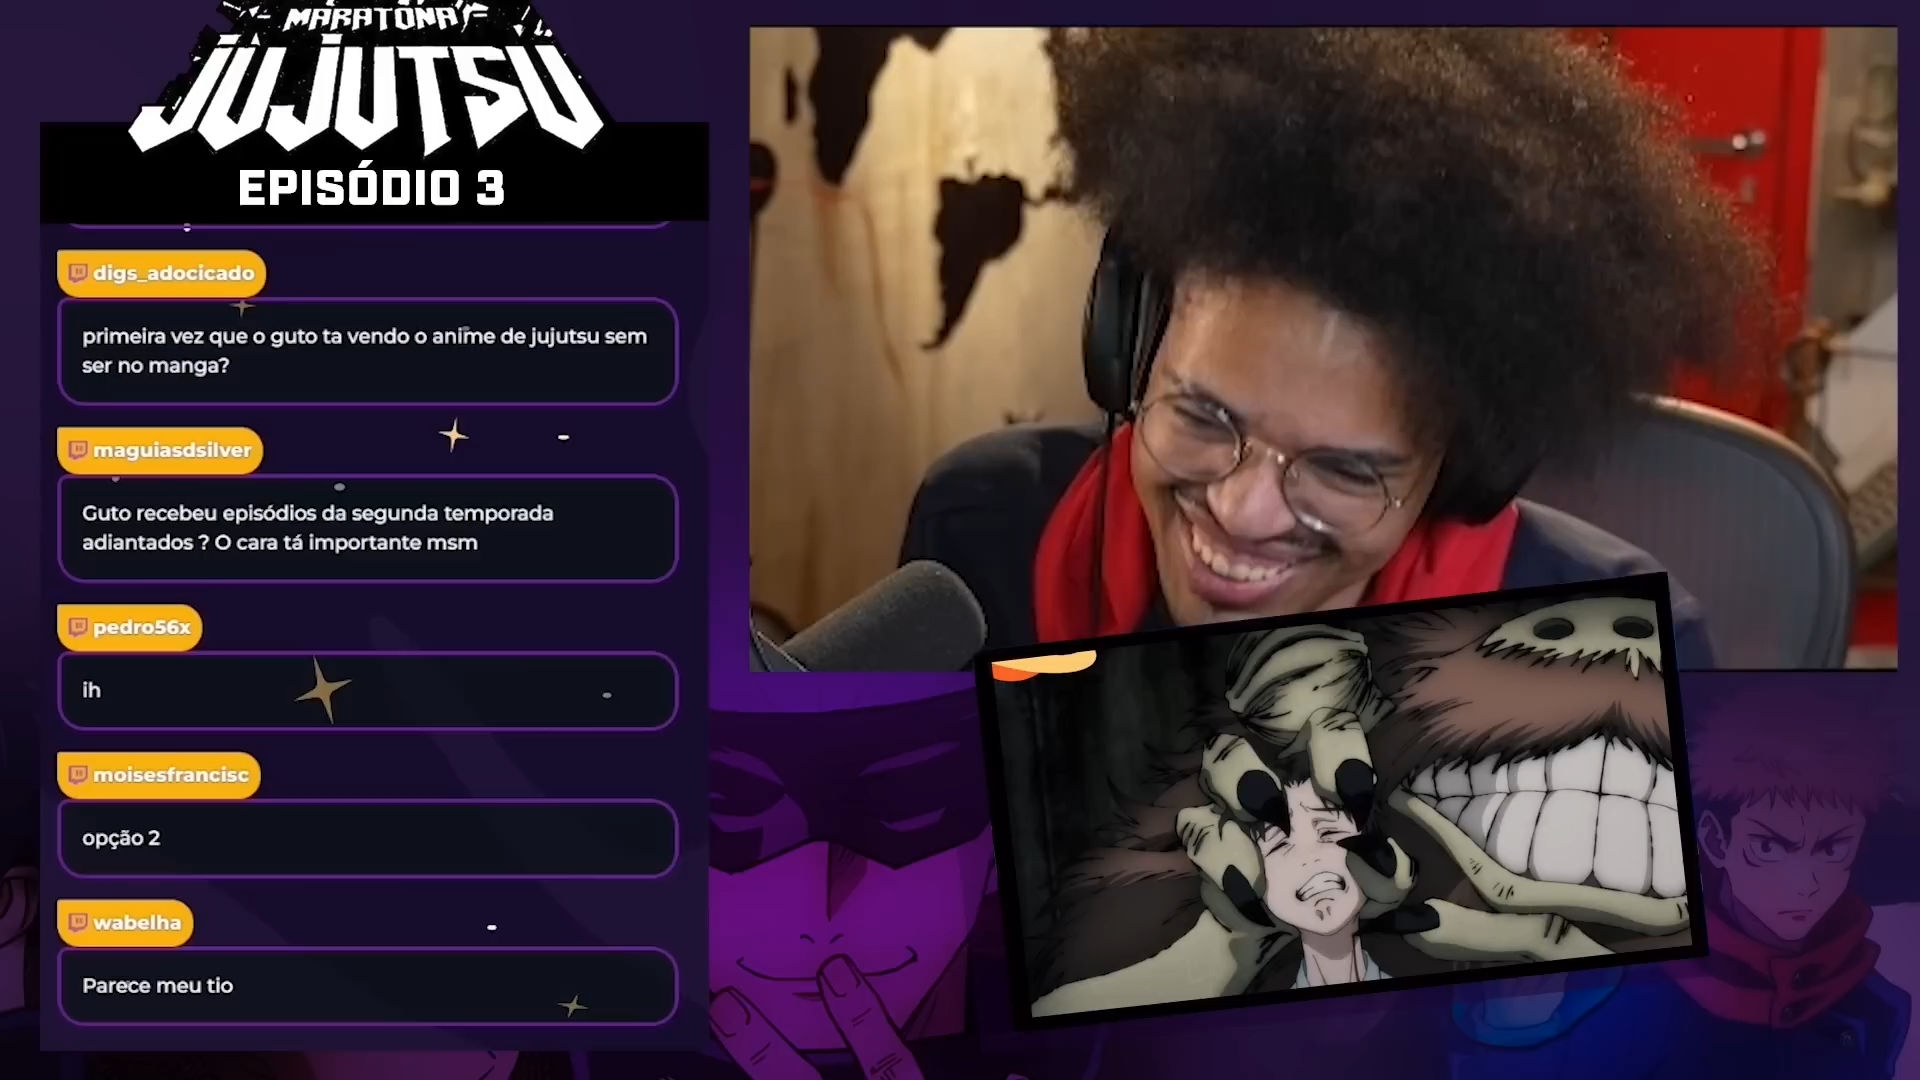 MARATONA
JUJUTSU
EPISÓDIO 3
digs_adocicado
primeira vez que o guto ta vendo o anime de jujutsu sem
ser no manga?
maguiasdsilver
Guto recebeu episódios da segunda temporada
adiantados ? O cara tá importante msm
pedro56x
ih
moisesfrancisc
opção 2
wabelha
Parece meu tio